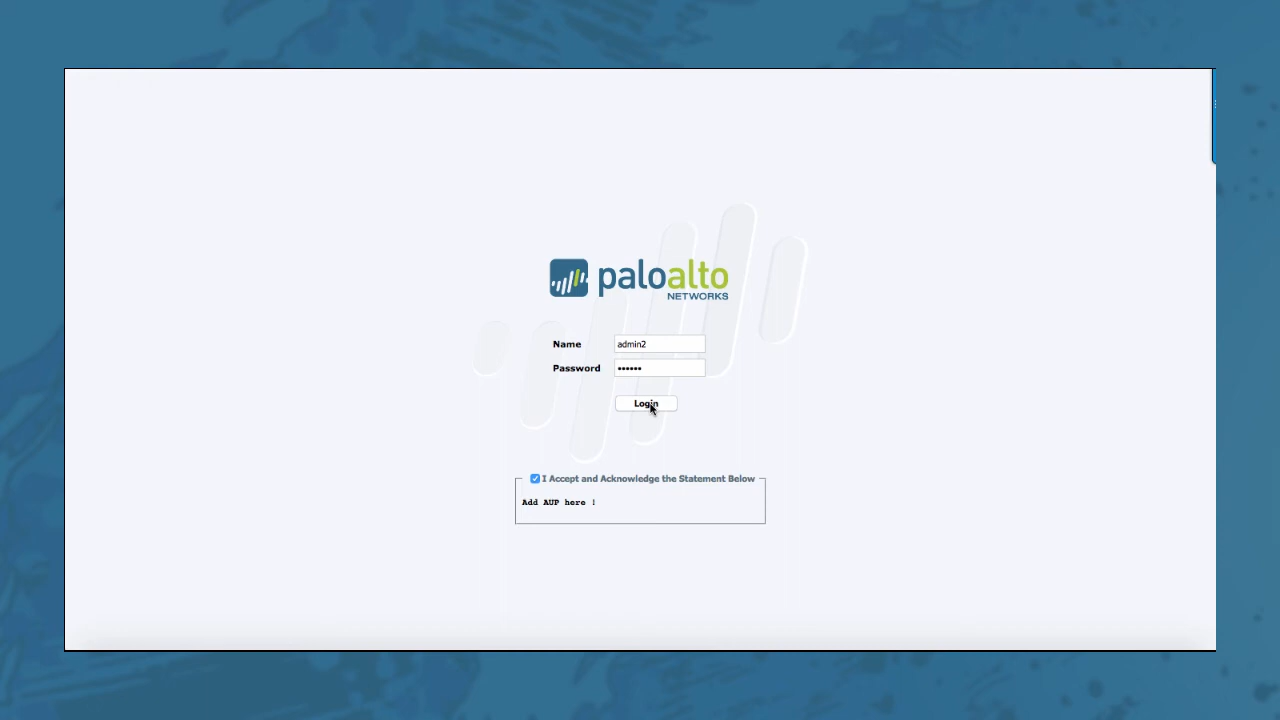 paloalto
NETWORKS
Name admin2
Password ••••••
Login
I Accept and Acknowledge the Statement Below
Add AUP here !